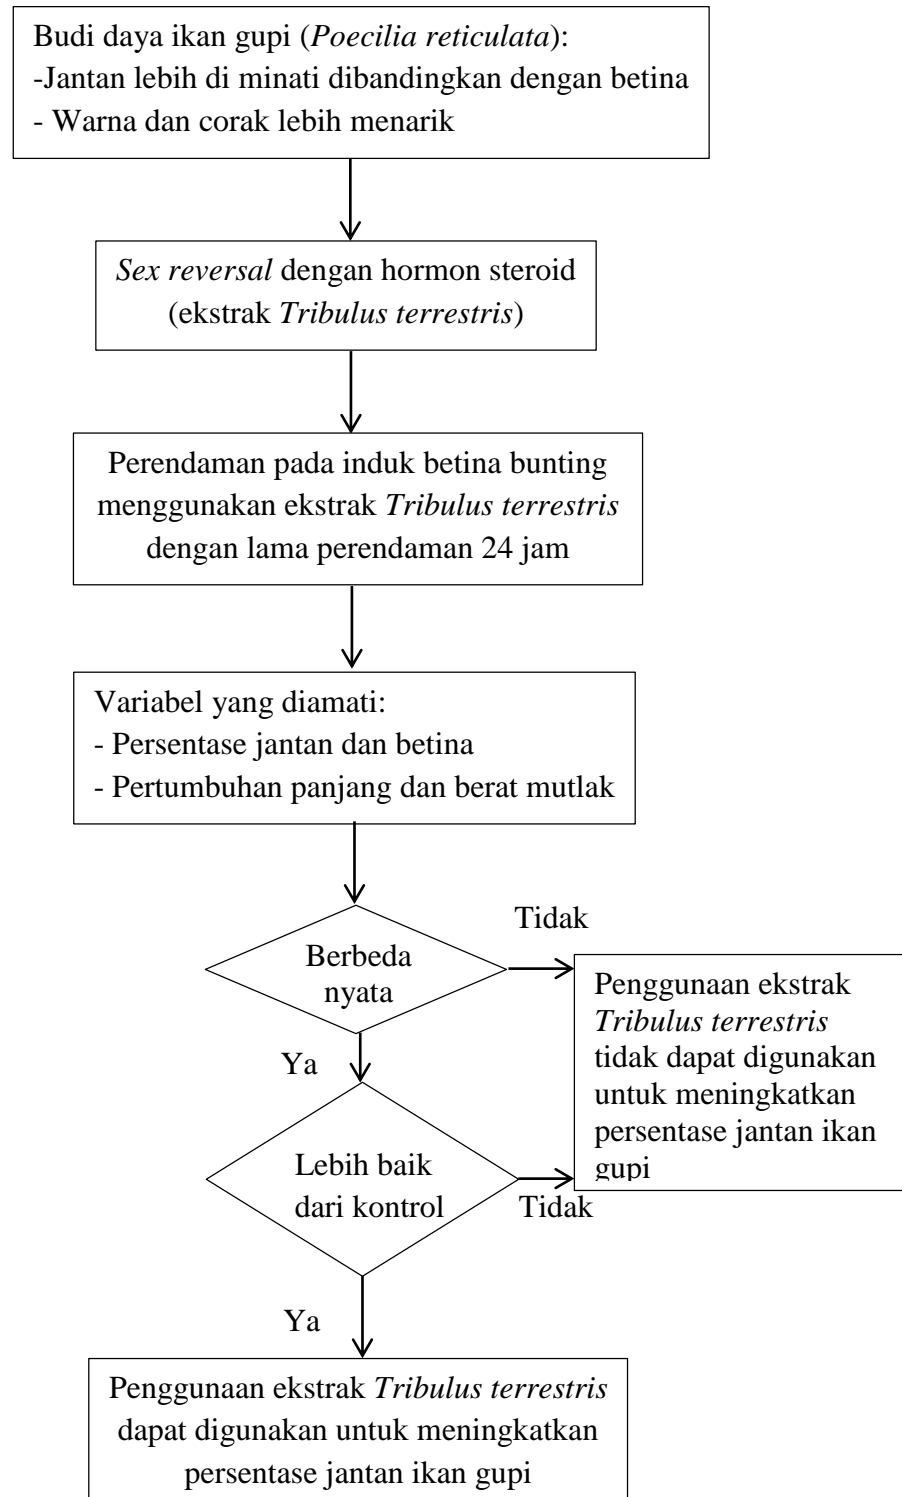 Budi daya ikan gupi (Poecilia reticulata):
-Jantan lebih di minati dibandingkan dengan betina
- Warna dan corak lebih menarik
Sex reversal dengan hormon steroid
(ekstrak Tribulus terrestris)
Perendaman pada induk betina bunting
menggunakan ekstrak Tribulus terrestris
dengan lama perendaman 24 jam
Variabel yang diamati:
- Persentase jantan dan betina
- Pertumbuhan panjang dan berat mutlak
Berbeda
nyata
Tidak
Penggunaan ekstrak
Tribulus terrestris
tidak dapat digunakan
untuk meningkatkan
persentase jantan ikan
gupi
Ya
Lebih baik
dari kontrol
Tidak
Ya
Penggunaan ekstrak Tribulus terrestris
dapat digunakan untuk meningkatkan
persentase jantan ikan gupi